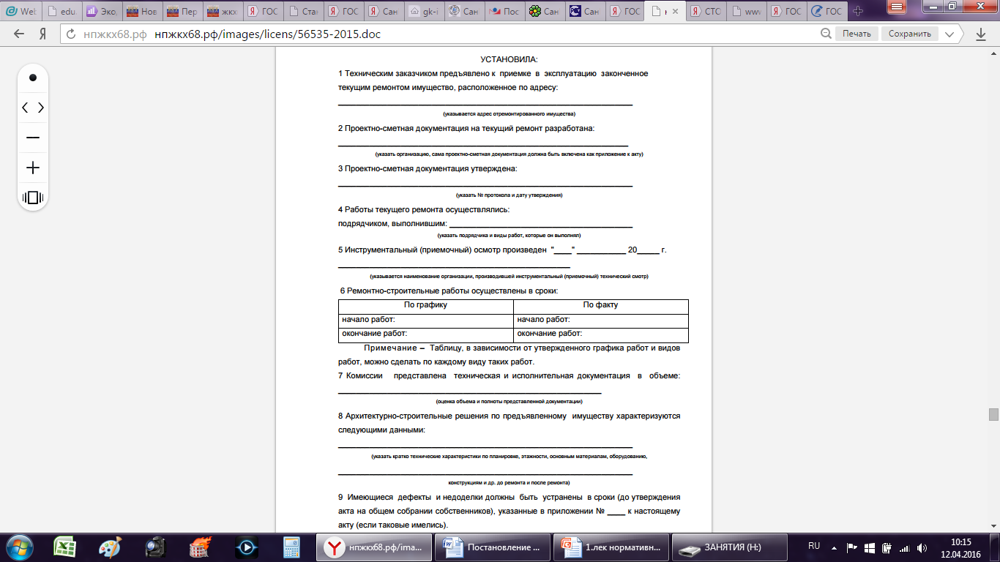 Web
edu.
Эко,
Нов
Пер
жкх
ГОС
Стан
ГОС
Сан
gk-i
Сан
Пос
Сан
Сан
ГОС
н
СТО
www
ГОС
ГОС
нпжкх68.рф нпжкх68.рф/images/licens/56535-2015.doc
Печать
Сохранить
УСТАНОВИЛА:
1 Техническим заказчиком предъявлено к приемке в эксплуатацию законченное
текущим ремонтом имущество, расположенное по адресу:
(указывается адрес отремонтированного имущества)
2 Проектно-сметная документация на текущий ремонт разработана:
(указать организацию, сама проектно-сметная документация должна быть включена как приложение к акту)
3 Проектно-сметная документация утверждена:
(указать № протокола и дату утверждения)
4 Работы текущего ремонта осуществлялись:
подрядчиком, выполнившим: ____________________
(указать подрядчика и виды работ, которые он выполнял)
5 Инструментальный (приемочный) осмотр произведен "____" ___________ 20_____ г.
(указывается наименование организации, производившей инструментальный (приемочный) технический смотр)
6 Ремонтно-строительные работы осуществлены в сроки:
По графику
По факту
начало работ:
начало работ:
окончание работ:
окончание работ:
Примечание – Таблицу, в зависимости от утвержденного графика работ и видов
работ, можно сделать по каждому виду таких работ.
7 Комиссии представлена техническая и исполнительная документация в объеме:
(оценка объема и полноты представленной документации)
8 Архитектурно-строительные решения по предъявленному имуществу характеризуются
следующими данными:
(указать кратко технические характеристики по планировке, этажности, основным материалам, оборудованию,
конструкциям и др. до ремонта и после ремонта)
9 Имеющиеся дефекты и недоделки должны быть устранены в сроки (до утверждения
акта на общем собрании собственников), указанные в приложении № ____ к настоящему
акту (если таковые имелись).
нпжкх68.рф/ima...
Постановление ...
1.лек нормативн...
ЗАНЯТИЯ (H:)
RU
10:15
12.04.2016